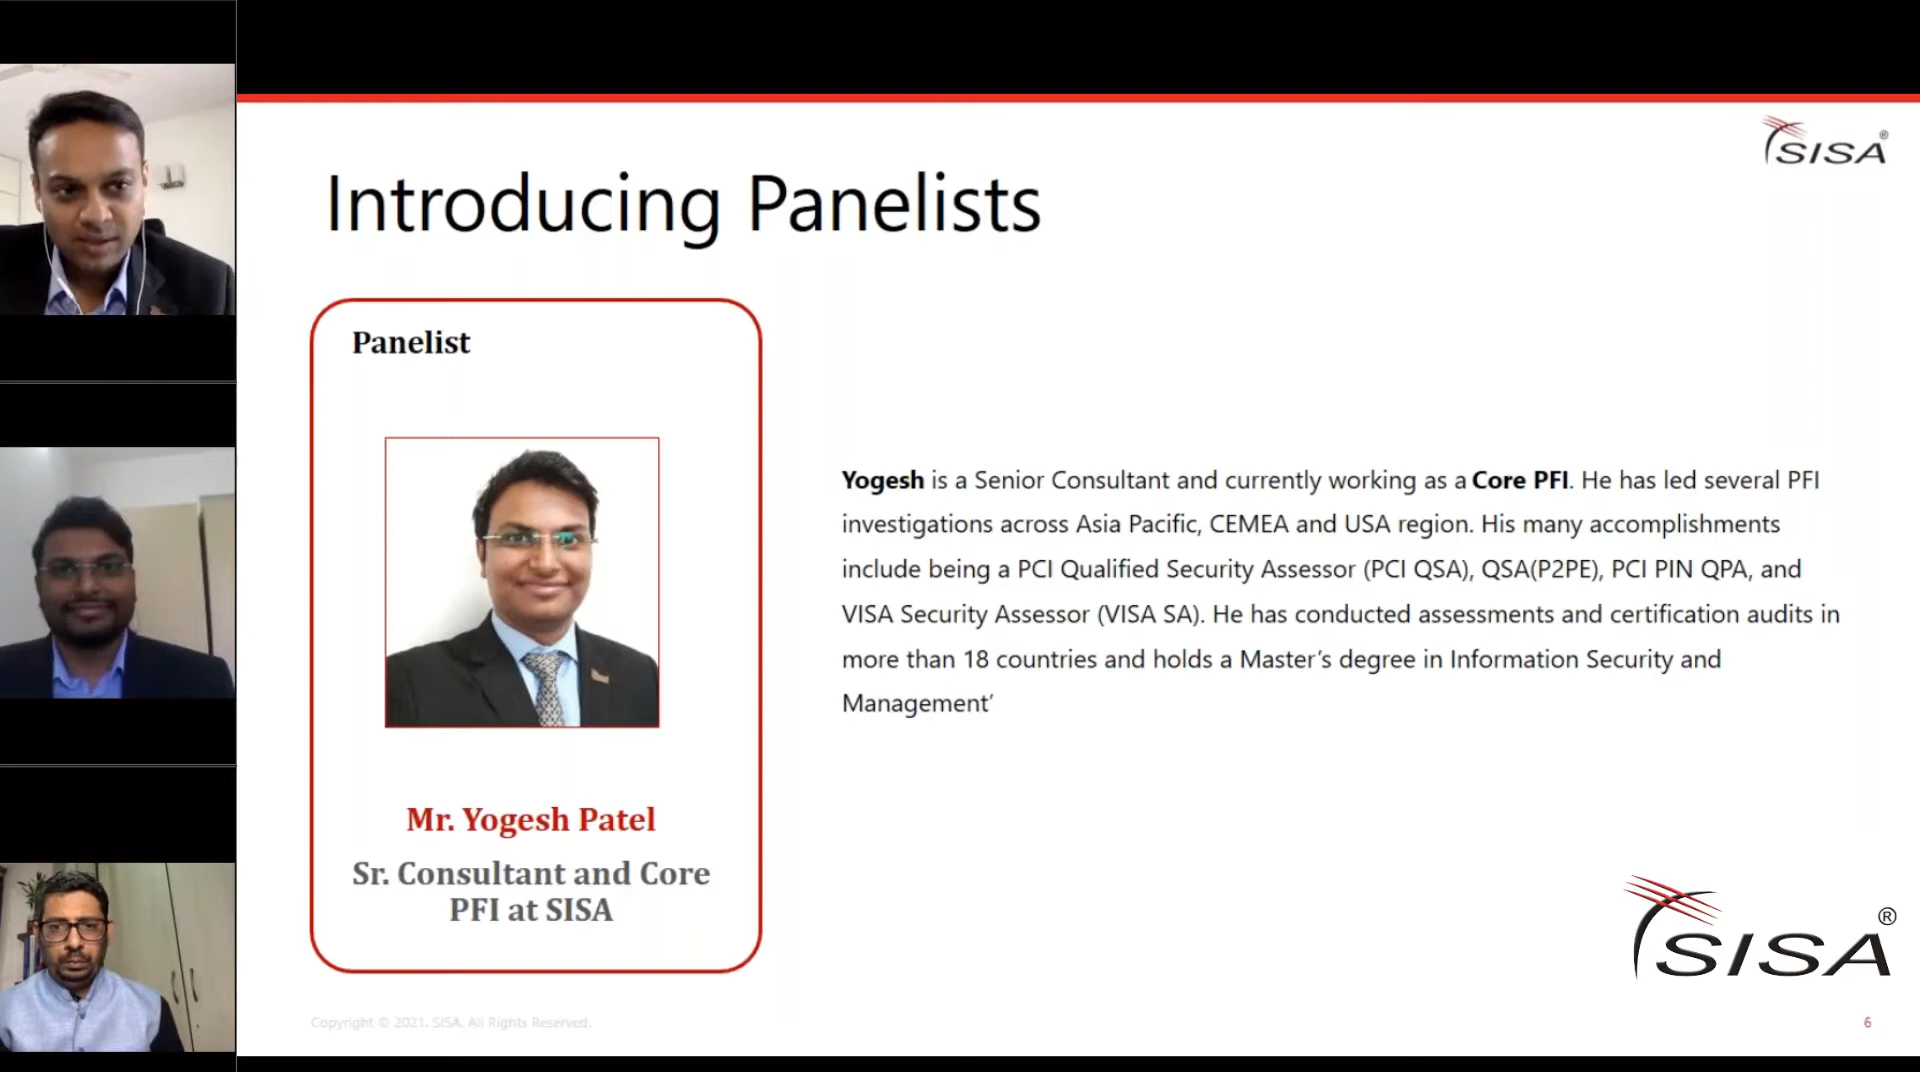 SISA®
Introducing Panelists
Panelist
Yogesh is a Senior Consultant and currently working as a Core PFI. He has led several PFI
investigations across Asia Pacific, CEMEA and USA region. His many accomplishments
include being a PCI Qualified Security Assessor (PCI QSA), QSA(P2PE), PCI PIN QPA, and
VISA Security Assessor (VISA SA). He has conducted assessments and certification audits in
more than 18 countries and holds a Master’s degree in Information Security and
Management’
Mr. Yogesh Patel
Sr. Consultant and Core
PFI at SISA
SISA®
Copyright © 2021. SISA. All Rights Reserved.
6